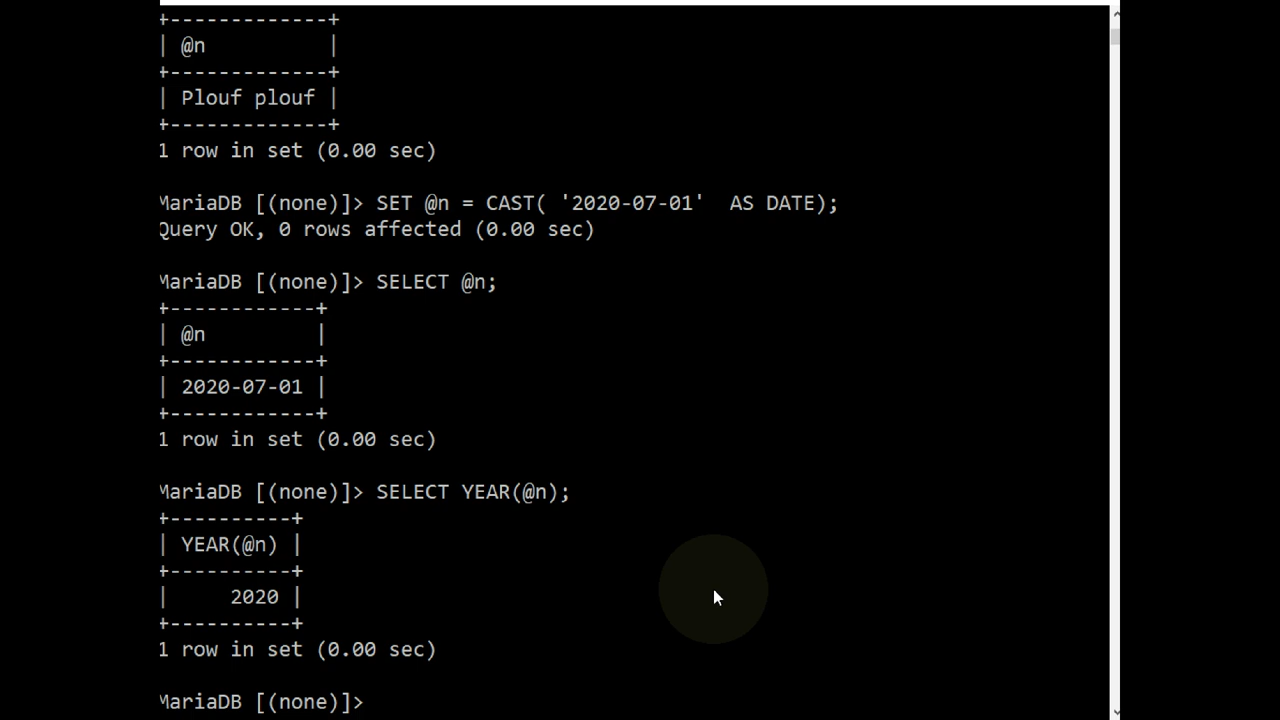 +-------------+
| @n          |
+-------------+
| Plouf plouf |
+-------------+
1 row in set (0.00 sec)
MariaDB [(none)]> SET @n = CAST( '2020-07-01'  AS DATE);
Query OK, 0 rows affected (0.00 sec)
MariaDB [(none)]> SELECT @n;
+------------+
| @n         |
+------------+
| 2020-07-01 |
+------------+
1 row in set (0.00 sec)
MariaDB [(none)]> SELECT YEAR(@n);
+----------+
| YEAR(@n) |
+----------+
|     2020 |
+----------+
1 row in set (0.00 sec)
MariaDB [(none)]>